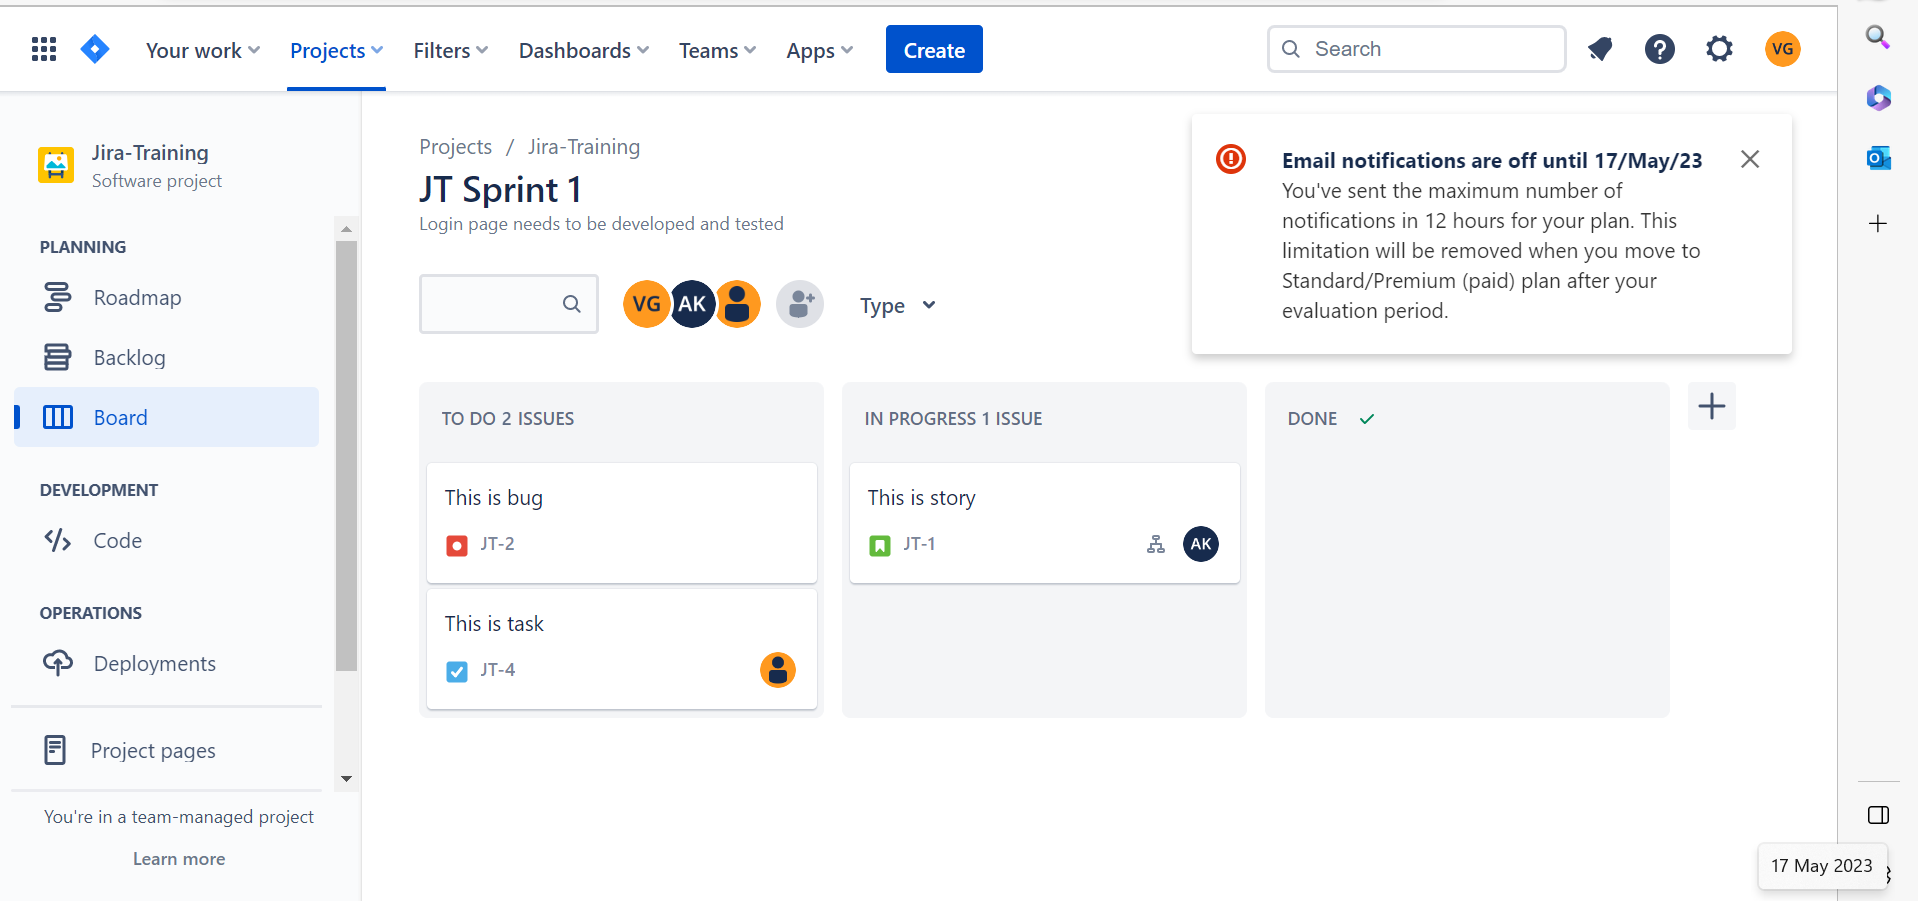 Your work
Projects
Filters
Dashboards
Teams
Apps
Create
Search
VG
Jira-Training
Software project
PLANNING
Roadmap
Backlog
Board
DEVELOPMENT
Code
OPERATIONS
Deployments
Project pages
You're in a team-managed project
Learn more
Projects / Jira-Training
JT Sprint 1
Login page needs to be developed and tested
VG AK
Type
Email notifications are off until 17/May/23
You've sent the maximum number of
notifications in 12 hours for your plan. This
limitation will be removed when you move to
Standard/Premium (paid) plan after your
evaluation period.
TO DO 2 ISSUES
This is bug
JT-2
This is task
JT-4
IN PROGRESS 1 ISSUE
This is story
JT-1
AK
DONE
17 May 2023